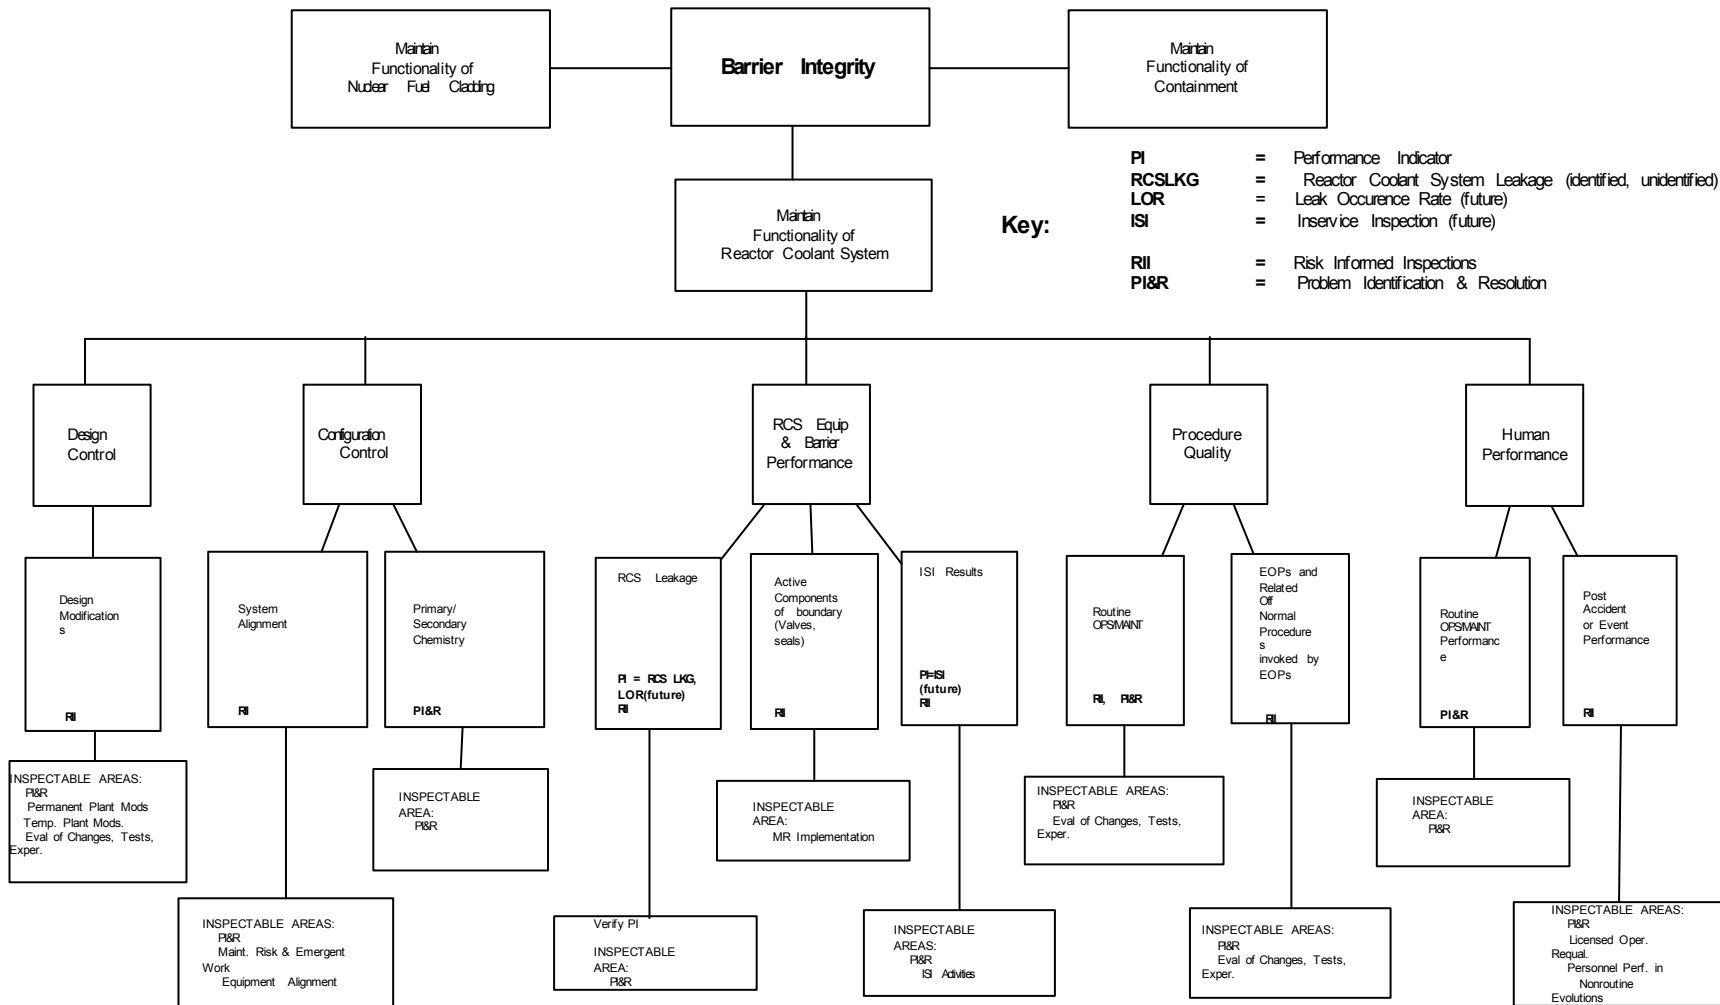 Maintain
Functionality of
Nuclear Fuel Cladding
Barrier Integrity
Maintain
Functionality of
Containment
Maintain
Functionality of
Reactor Coolant System
Key:
PI = Performance Indicator
RCSLKG = Reactor Coolant System Leakage (identified, unidentified)
LOR = Leak Occurence Rate (future)
ISI = Inservice Inspection (future)
RII = Risk Informed Inspections
PI&R = Problem Identification & Resolution
Design
Control
Configuration
Control
RCS Equip
& Barrier
Performance
Procedure
Quality
Human
Performance
Design
Modification
s
RII
System
Alignment
RII
Primary/
Secondary
Chemistry
PI&R
RCS Leakage
PI = RCS LKG,
LOR(future)
RII
Active
Components
of boundary
(Valves,
seals)
RII
ISI Results
PI=ISI
(future)
RII
Routine
OPS/MAINT
RII, PI&R
EOPs and
Related
Off
Normal
Procedure
s
invoked by
EOPs
RII
Routine
OPS/MAINT
Performanc
e
PI&R
Post
Accident
or Event
Performance
RII
INSPECTABLE AREAS:
PI&R
Permanent Plant Mods
Temp. Plant Mods.
Eval of Changes, Tests,
Exper.
INSPECTABLE
AREA:
PI&R
INSPECTABLE
AREA:
MR Implementation
INSPECTABLE AREAS:
PI&R
Eval of Changes, Tests,
Exper.
INSPECTABLE
AREA:
PI&R
INSPECTABLE AREAS:
PI&R
Maint. Risk & Emergent
Work
Equipment Alignment
Verify PI
INSPECTABLE
AREA:
PI&R
INSPECTABLE
AREAS:
PI&R
ISI Activities
INSPECTABLE AREAS:
PI&R
Eval of Changes, Tests,
Exper.
INSPECTABLE AREAS:
PI&R
Licensed Oper.
Requal.
Personnel Perf. in
Nonroutine
Evolutions